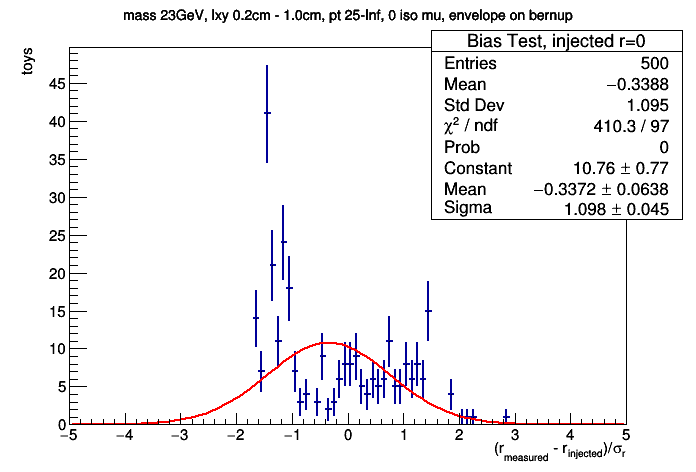 mass 23GeV, lxy 0.2cm - 1.0cm, pt 25-Inf, 0 iso mu, envelope on bernup
Bias Test, injected r=0
Entries 500
Mean −0.3388
Std Dev 1.095
χ² / ndf 410.3 / 97
Prob 0
Constant 10.76 ± 0.77
Mean −0.3372 ± 0.0638
Sigma 1.098 ± 0.045
toys
45
40
35
30
25
20
15
10
5
0
−5 −4 −3 −2 −1 0 1 2 3 4 5
(r_measured - r_injected)/σ_r